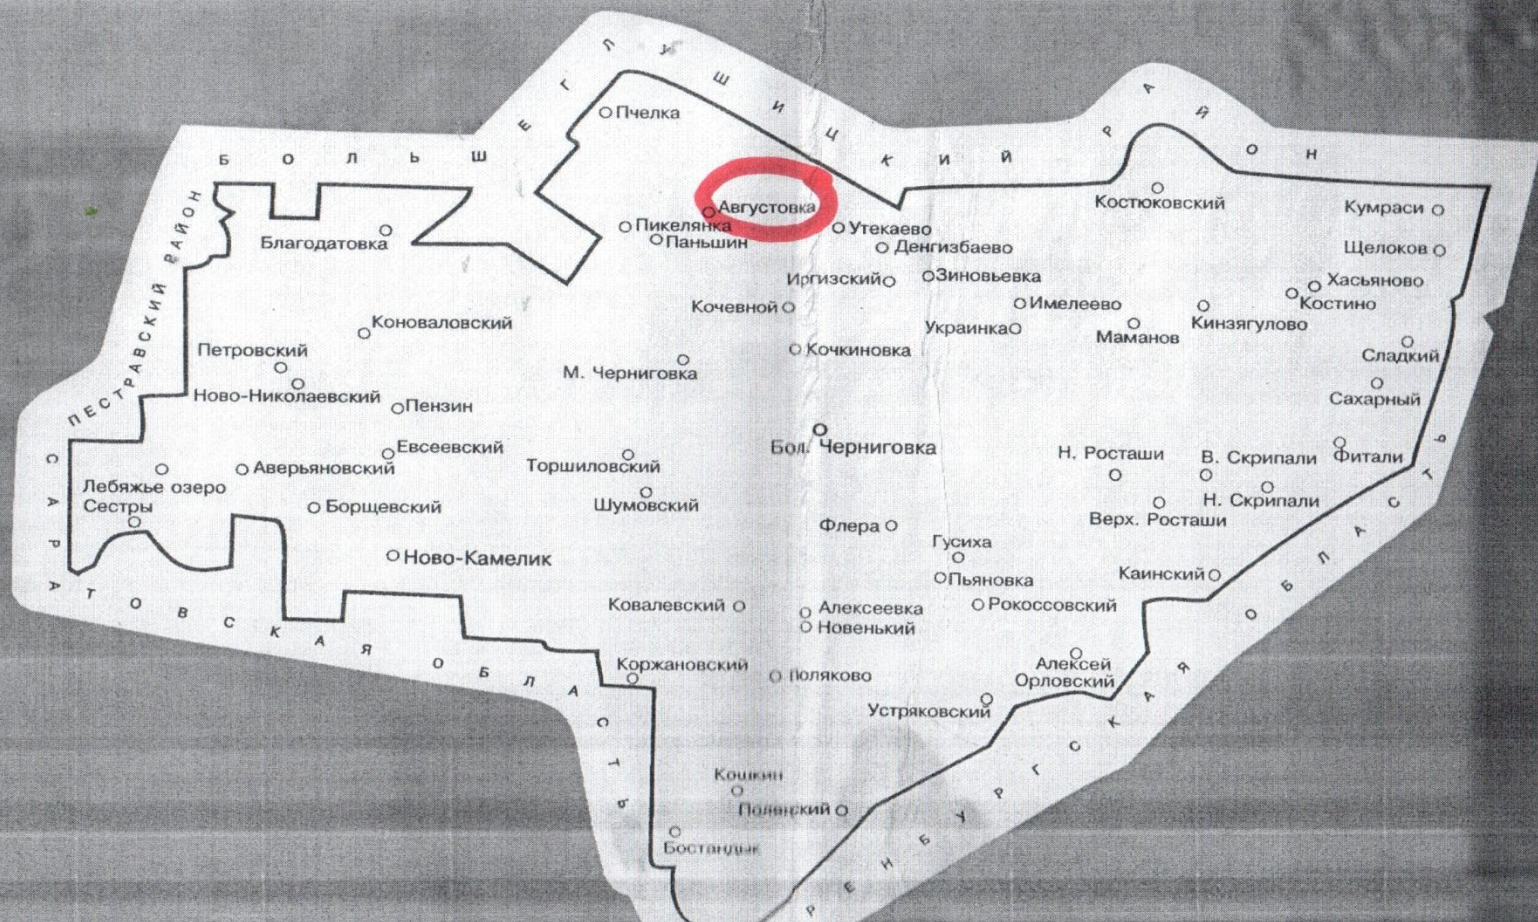 БОЛЬШЕГЛУШИЦКИЙ РАЙОН
ПЕСТРАВСКИЙ РАЙОН
САРАТОВСКАЯ ОБЛАСТЬ
РЕНБУРГСКАЯ ОБЛАСТ
Пчелка
Августовка
Пикелянка
Паньшин
Утекаево
Денгизбаево
Костюковский
Кумраси
Щелоков
Благодатовка
Иргизский
Зиновьевка
Хасьяново
Костино
Кочевной
Имелеево
Кинзягулово
Украинка
Маманов
Коноваловский
Петровский
Ново-Николаевский
М. Черниговка
Кочкиновка
Сладкий
Сахарный
Пензин
Евсеевский
Аверьяновский
Торшиловский
Бол. Черниговка
Н. Росташи
В. Скрипали
Фитали
Лебяжье озеро
Сестры
Борщевский
Шумовский
Н. Скрипали
Верх. Росташи
Флера
Гусиха
Ново-Камелик
Пьяновка
Каинский
Ковалевский
Алексеевка
Новенький
Рокоссовский
Коржановский
Поляково
Алексей
Орловский
Устряковский
Кошкин
Полянский
Бостандык